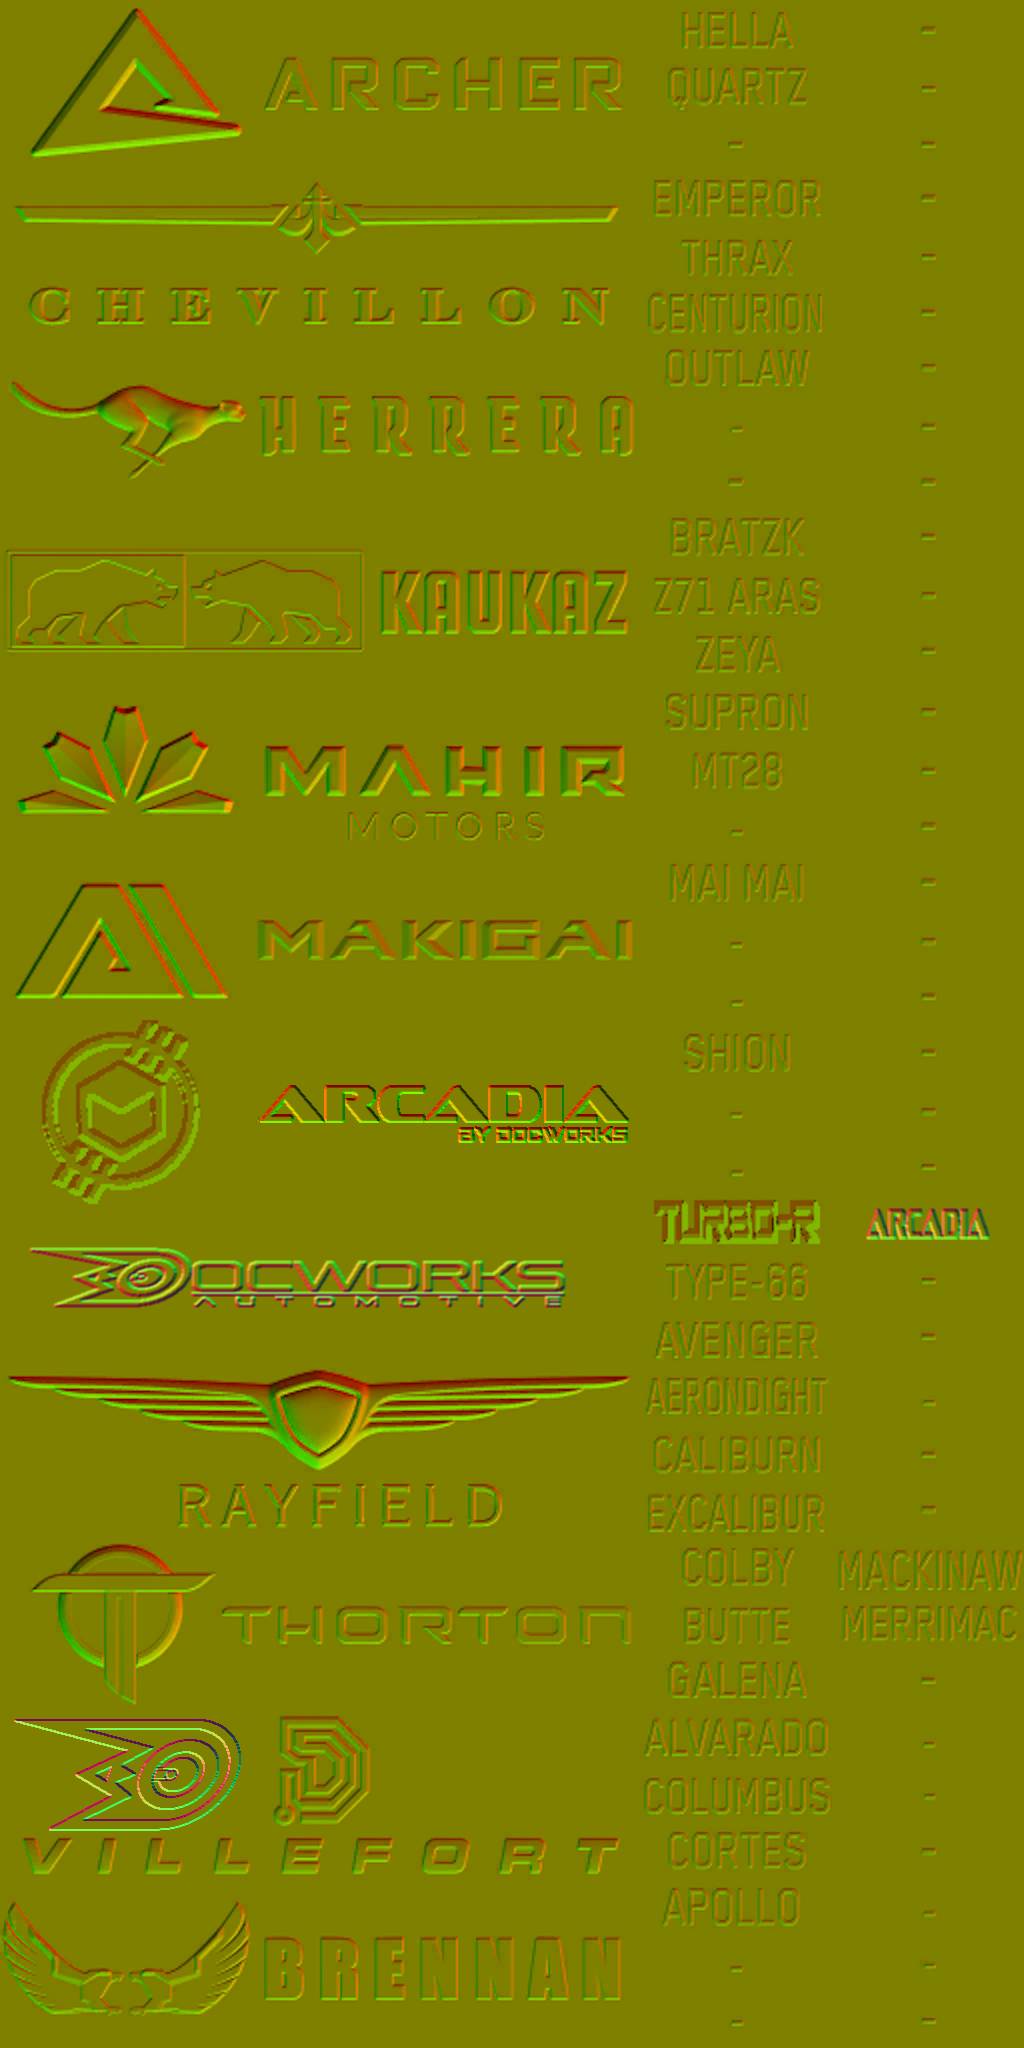 ARCHER
HELLA -
QUARTZ -
- -
CHEVILLON
EMPEROR -
THRAX -
CENTURION -
HERRERA
OUTLAW -
- -
- -
KAUKAZ
BRATZK -
Z71 ARAS -
ZEYA -
MAHIR
MOTORS
SUPRON -
MT28 -
- -
MAKIGAI
MAI MAI -
- -
- -
ARCADIA
BY DOCWORKS
SHION -
- -
- -
DOCWORKS
AUTOMOTIVE
TURBO-R ARCADIA
TYPE-66 -
AVENGER -
RAYFIELD
AERONDIGHT -
CALIBURN -
EXCALIBUR -
THORTON
COLBY MACKINAW
BUTTE MERRIMAC
GALENA -
VILLEFORT
ALVARADO -
COLUMBUS -
CORTES -
BRENNAN
APOLLO -
- -
- -